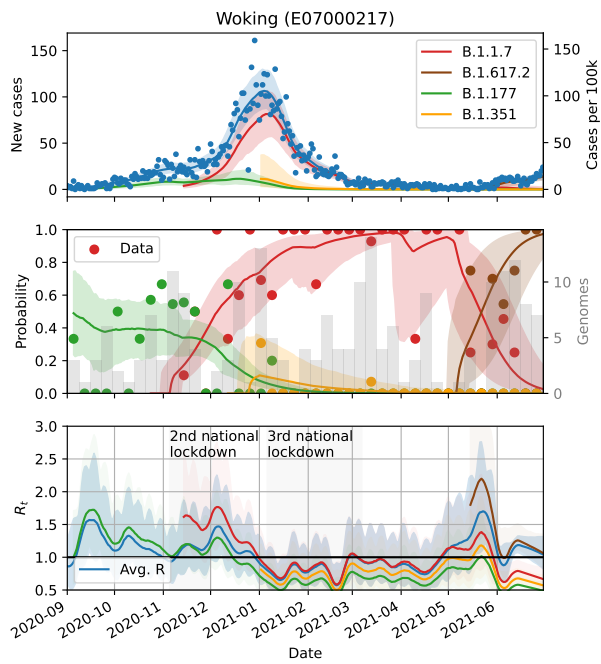 Woking (E07000217)
New cases
150
100
50
0
B.1.1.7
B.1.617.2
B.1.177
B.1.351
150
100
50
0
Cases per 100k
Probability
1.0
0.8
0.6
0.4
0.2
0.0
Data
10
5
0
Genomes
R_t
3.0
2.5
2.0
1.5
1.0
0.5
2nd national
lockdown
3rd national
lockdown
Avg. R
2020-09
2020-10
2020-11
2020-12
2021-01
2021-02
2021-03
2021-04
2021-05
2021-06
Date